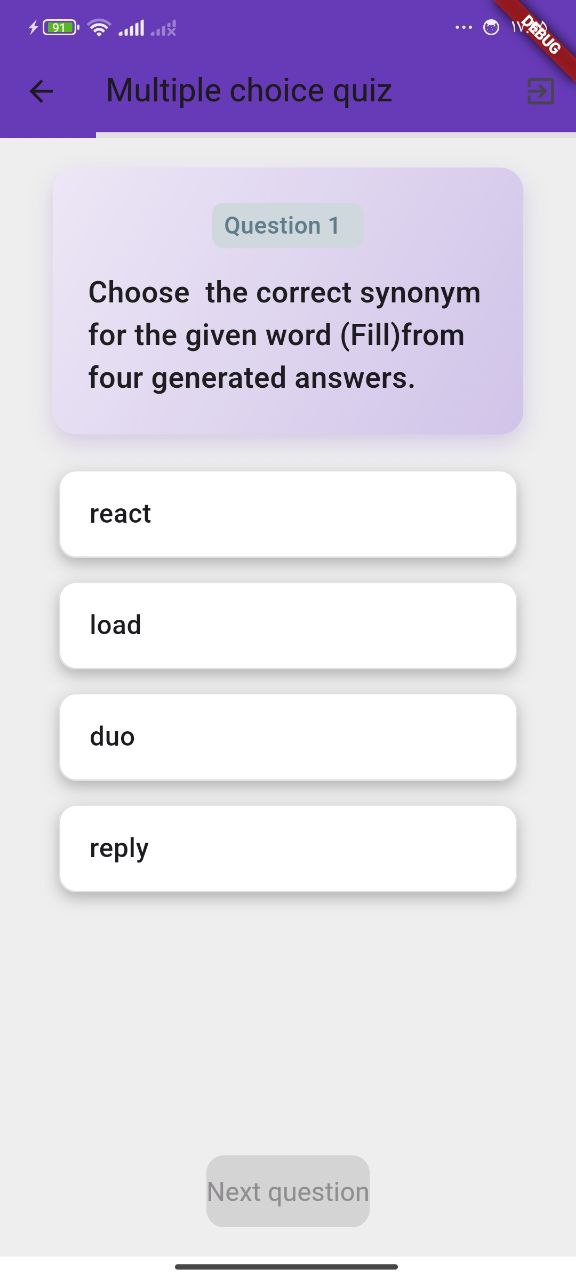 91
DEBUG
Multiple choice quiz
Question 1
Choose  the correct synonym
for the given word (Fill)from
four generated answers.
react
load
duo
reply
Next question